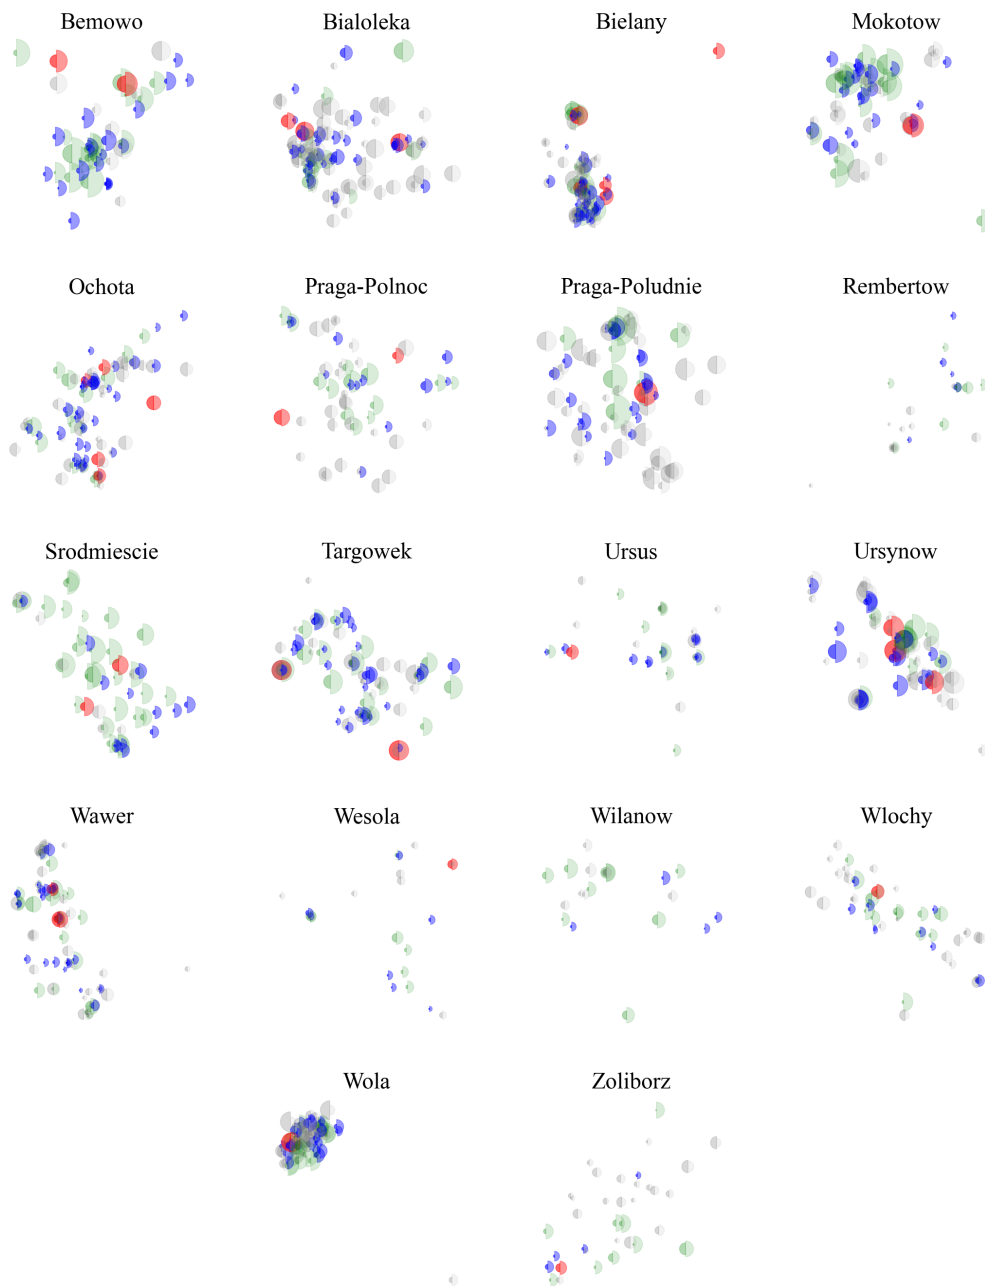 Bemowo
Bialoleka
Bielany
Mokotow
Ochota
Praga-Polnoc
Praga-Poludnie
Rembertow
Srodmiescie
Targowek
Ursus
Ursynow
Wawer
Wesola
Wilanow
Wlochy
Wola
Zoliborz